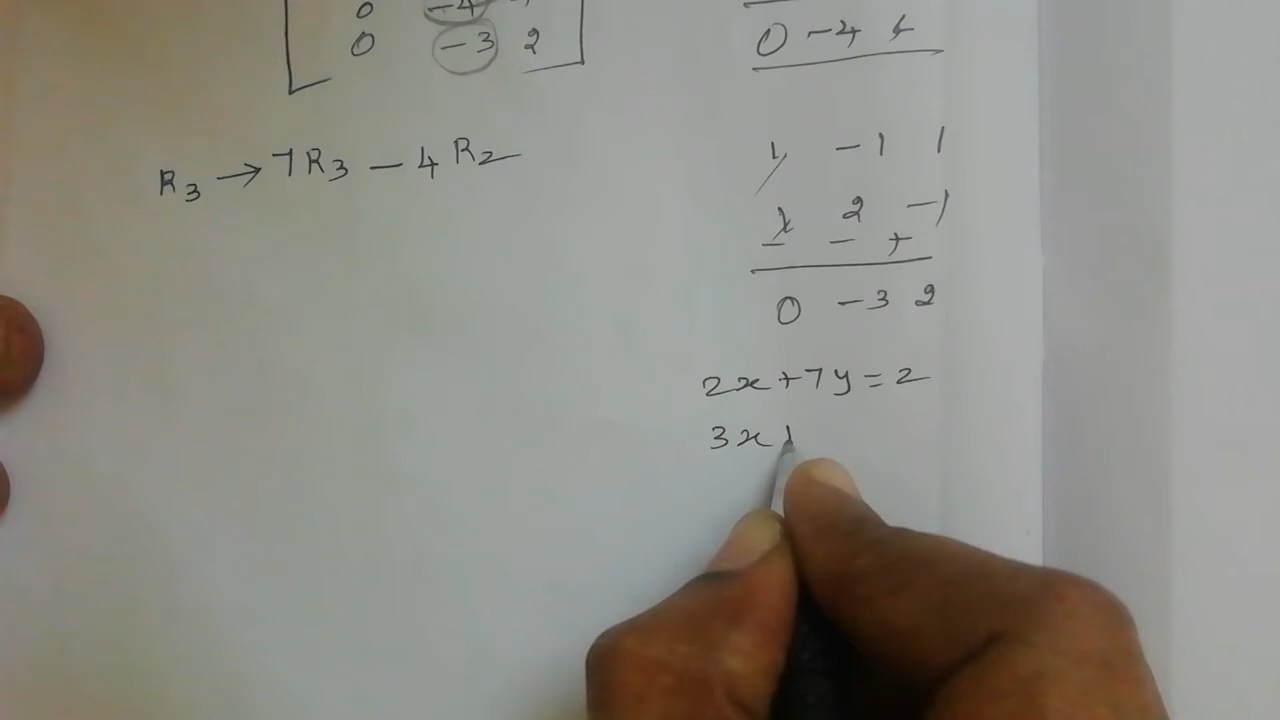 0 -4
0 -3 2
R3 → 7R3 - 4R2
0 -4
1 -1 1
1 2 -1
- - +
0 -3 2
2x+7y=2
3x